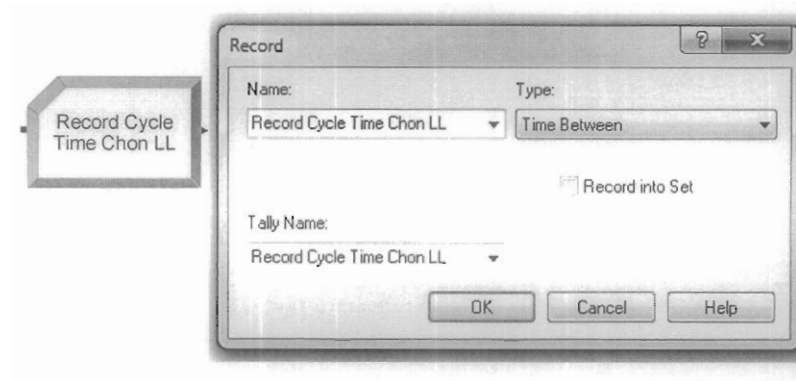 Record Cycle
Time Chon LL
Record
Name:
Type:
Record Cycle Time Chon LL
Time Between
Record into Set
Tally Name:
Record Cycle Time Chon LL
OK
Cancel
Help